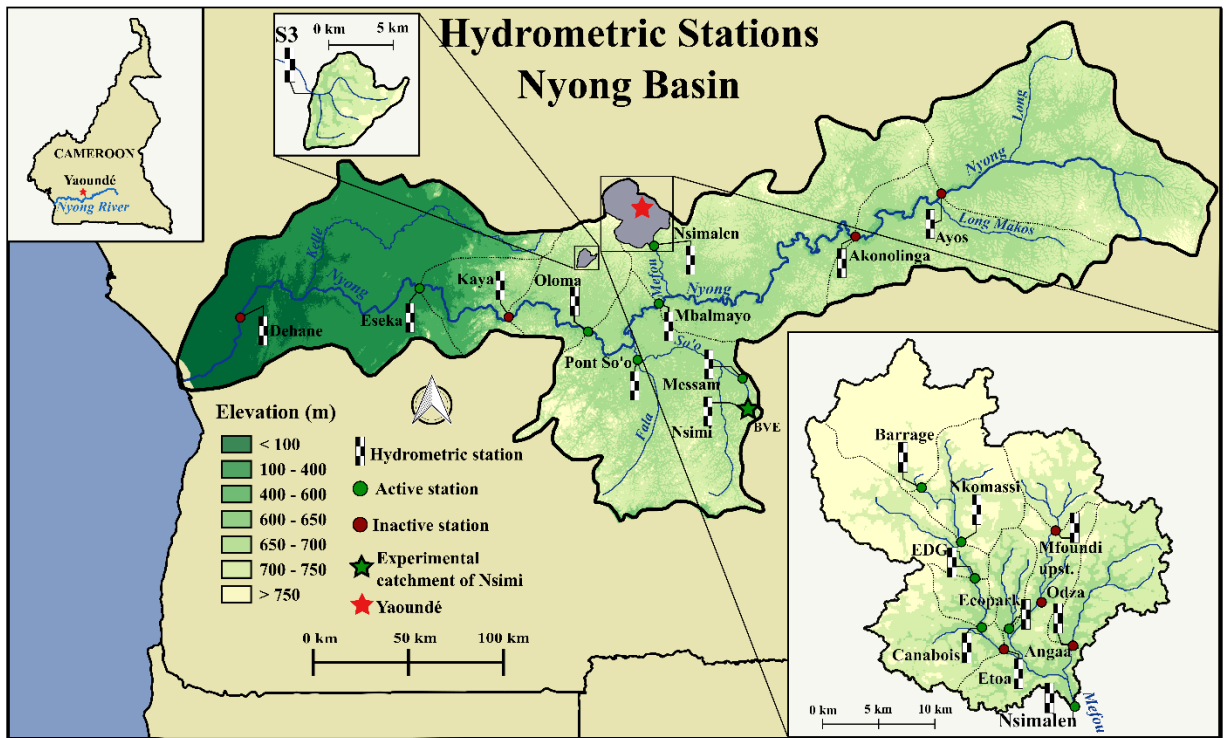 Hydrometric Stations
Nyong Basin
CAMEROON
Yaoundé
Nyong River
S3
0 km
5 km
Long
Nyong
Long Makos
Ayos
Akonolinga
Nsimalen
Mefou
Nyong
Mbalmayo
Kellé
Nyong
Kaya
Oloma
Eseka
Dehane
Pont So'o
So'o
Messam
Nsimi
BVE
Fala
Elevation (m)
< 100
100 - 400
400 - 600
600 - 650
650 - 700
700 - 750
> 750
Hydrometric station
Active station
Inactive station
Experimental
catchment of Nsimi
Yaoundé
0 km
50 km
100 km
Barrage
Nkomassi
EDG
Mfoundi
upst.
Ecopark
Odza
Canabois
Angaa
Etoa
Nsimalen
Mefou
0 km
5 km
10 km